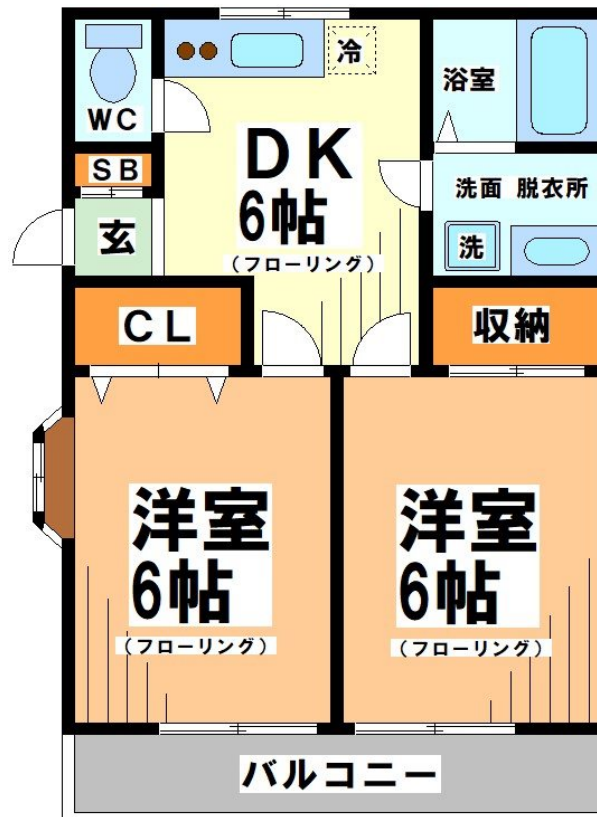 冷
浴室
WC
DK
6帖
(フローリング)
SB
洗面 脱衣所
玄
洗
CL
収納
洋室
6帖
(フローリング)
洋室
6帖
(フローリング)
バルコニー